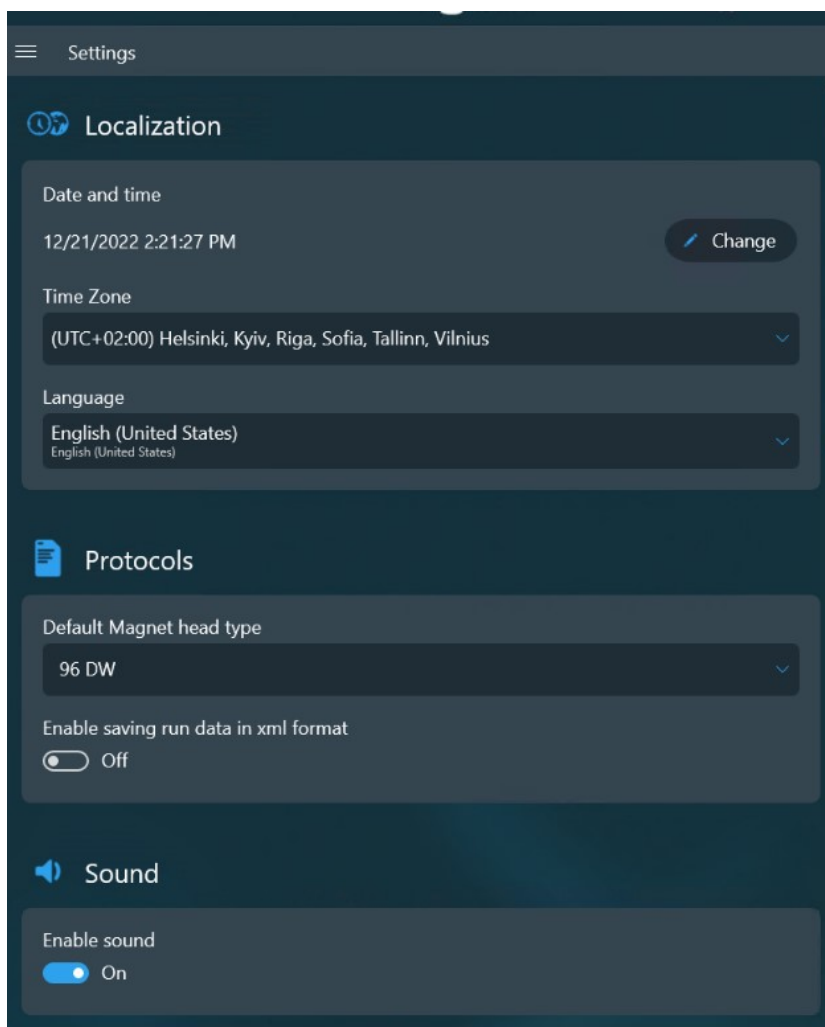 Settings
Localization
Date and time
12/21/2022 2:21:27 PM
Change
Time Zone
(UTC+02:00) Helsinki, Kyiv, Riga, Sofia, Tallinn, Vilnius
Language
English (United States)
English (United States)
Protocols
Default Magnet head type
96 DW
Enable saving run data in xml format
Off
Sound
Enable sound
On